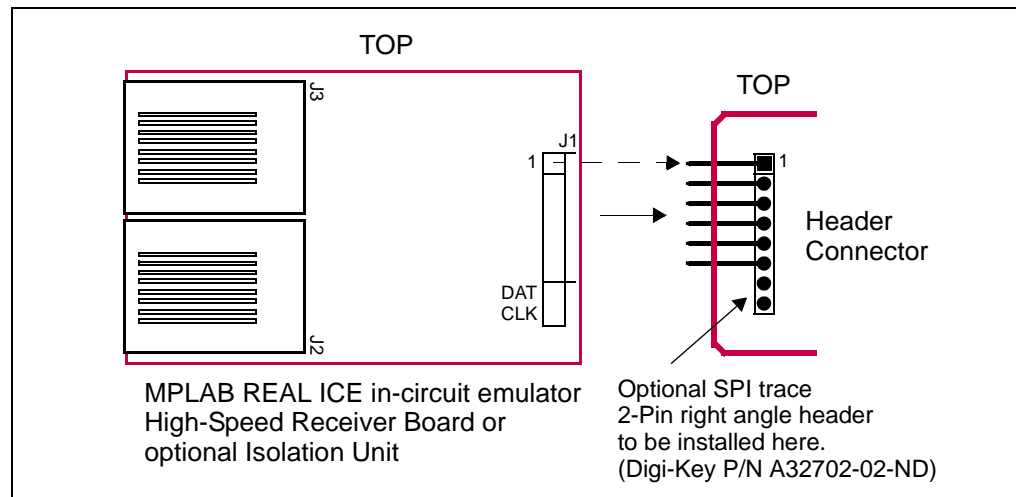 TOP
TOP
J3
J1
1
1
Header
Connector
DAT
CLK
J2
MPLAB REAL ICE in-circuit emulator
High-Speed Receiver Board or
optional Isolation Unit
Optional SPI trace
2-Pin right angle header
to be installed here.
(Digi-Key P/N A32702-02-ND)